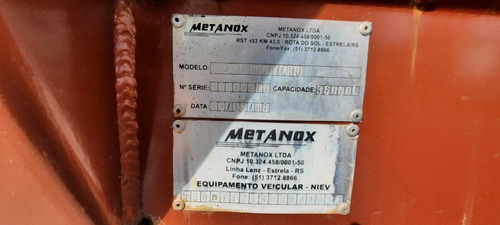 METANOX
METANOX LTDA
CNPJ 10.324.458/0001-50
RST 453 KM 43,5 - ROTA DO SOL - ESTRELA/RS
Fone/Fax (51) 3712.8866
MODELO:
Nº SÉRIE: CAPACIDADE:
DATA:
METANOX
METANOX LTDA
CNPJ 10.324.458/0001-50
Linha Lenz - Estrela - RS
Fone: (51) 3712.8866
EQUIPAMENTO VEICULAR - NIEV